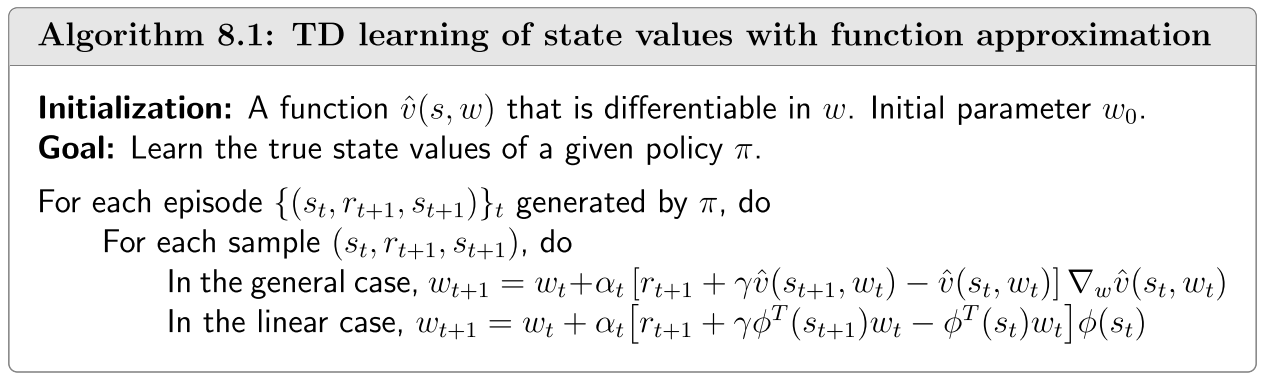 Algorithm 8.1: TD learning of state values with function approximation
Initialization: A function $\hat{v}(s, w)$ that is differentiable in $w$. Initial parameter $w_0$.
Goal: Learn the true state values of a given policy $\pi$.
For each episode $\{(s_t, r_{t+1}, s_{t+1})\}_t$ generated by $\pi$, do
For each sample $(s_t, r_{t+1}, s_{t+1})$, do
In the general case, $w_{t+1} = w_t + \alpha_t [r_{t+1} + \gamma \hat{v}(s_{t+1}, w_t) - \hat{v}(s_t, w_t)] \nabla_w \hat{v}(s_t, w_t)$
In the linear case, $w_{t+1} = w_t + \alpha_t [r_{t+1} + \gamma \phi^T(s_{t+1}) w_t - \phi^T(s_t) w_t] \phi(s_t)$